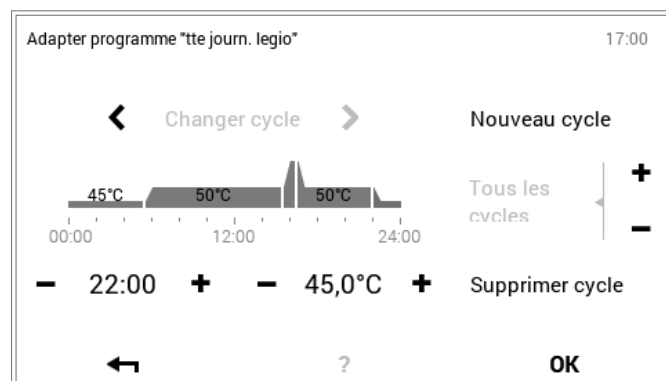 Adapter programme "tte journ. legio" 17:00
Changer cycle Nouveau cycle
45°C 50°C 50°C
Tous les
cycles
+
−
00:00 12:00 24:00
− 22:00 + − 45,0°C + Supprimer cycle
? OK